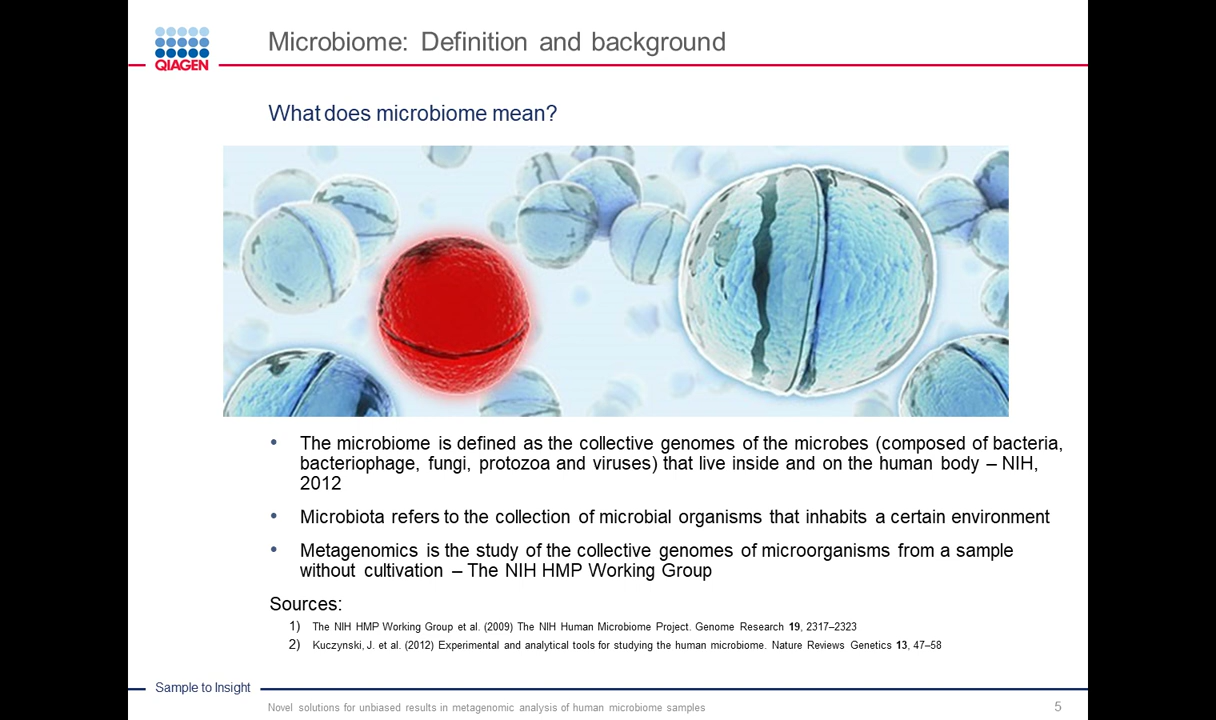 Microbiome: Definition and background
QIAGEN
What does microbiome mean?
• The microbiome is defined as the collective genomes of the microbes (composed of bacteria,
bacteriophage, fungi, protozoa and viruses) that live inside and on the human body – NIH,
2012
• Microbiota refers to the collection of microbial organisms that inhabits a certain environment
• Metagenomics is the study of the collective genomes of microorganisms from a sample
without cultivation – The NIH HMP Working Group
Sources:
1) The NIH HMP Working Group et al. (2009) The NIH Human Microbiome Project. Genome Research 19, 2317–2323
2) Kuczynski, J. et al. (2012) Experimental and analytical tools for studying the human microbiome. Nature Reviews Genetics 13, 47–58
Sample to Insight
Novel solutions for unbiased results in metagenomic analysis of human microbiome samples
5